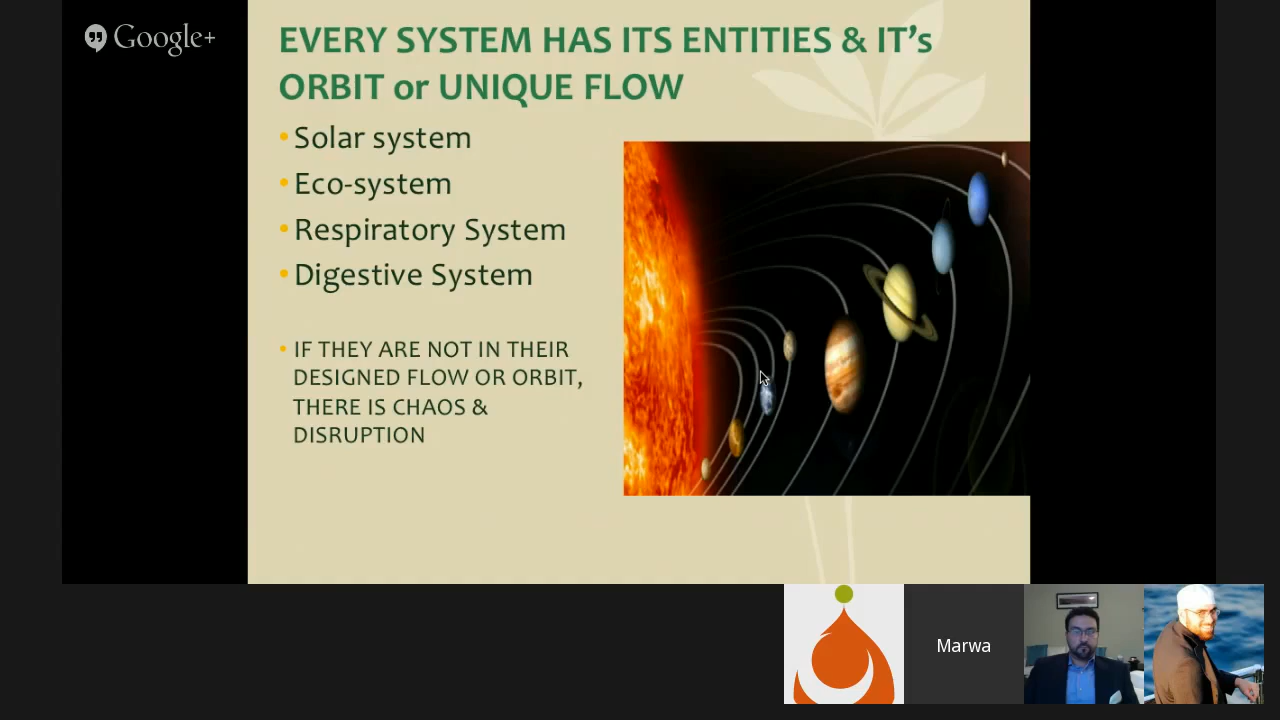 Google+
EVERY SYSTEM HAS ITS ENTITIES & IT’s
ORBIT or UNIQUE FLOW
• Solar system
• Eco-system
• Respiratory System
• Digestive System
• IF THEY ARE NOT IN THEIR
DESIGNED FLOW OR ORBIT,
THERE IS CHAOS &
DISRUPTION
Marwa